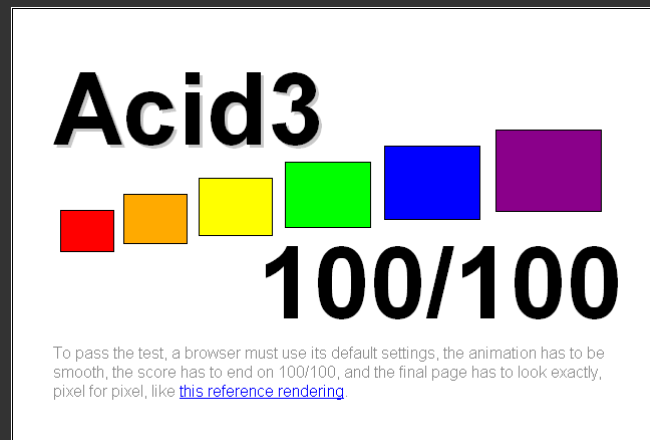 Acid3
100/100
To pass the test, a browser must use its default settings, the animation has to be
smooth, the score has to end on 100/100, and the final page has to look exactly,
pixel for pixel, like this reference rendering.